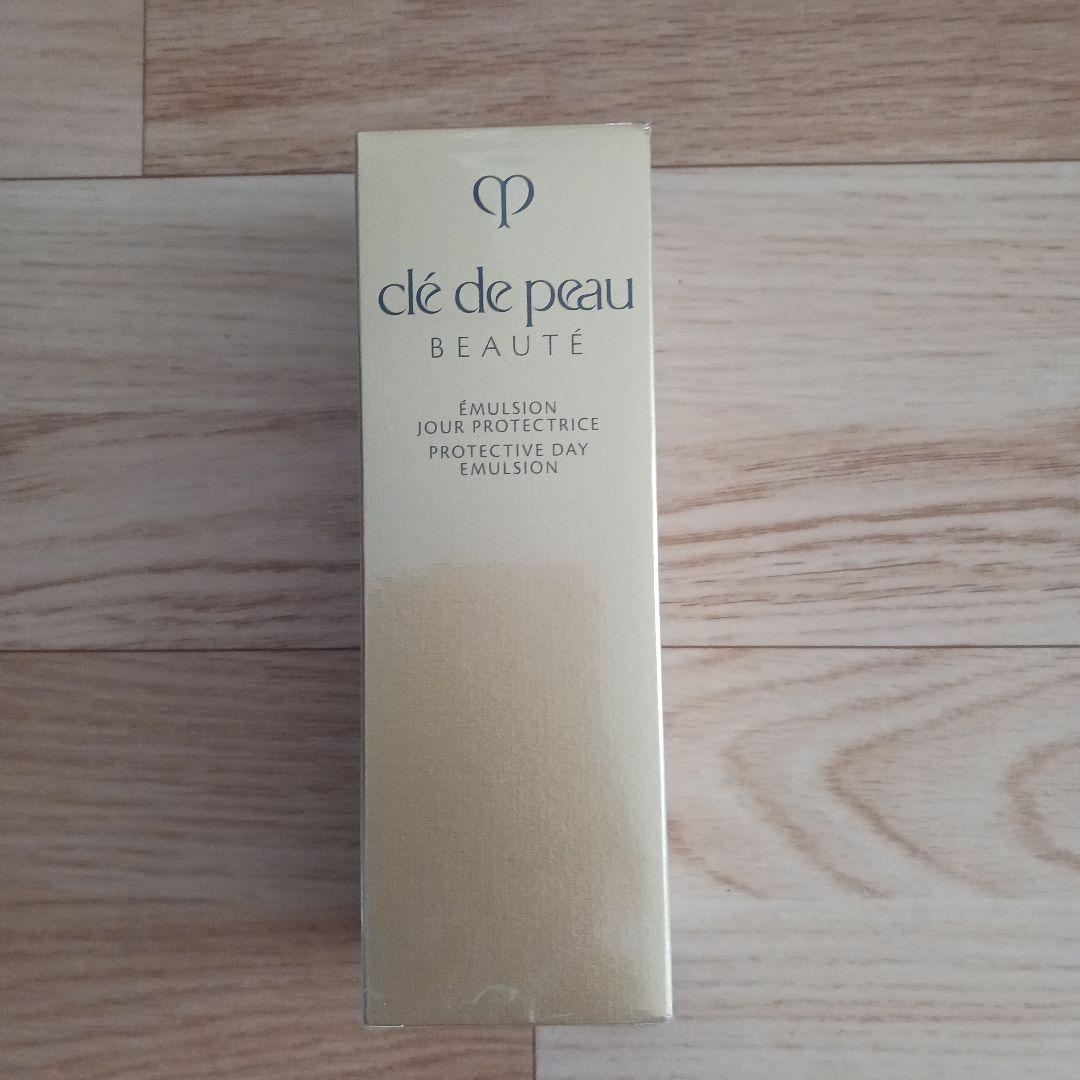 clé de peau
BEAUTÉ
ÉMULSION
JOUR PROTECTRICE
PROTECTIVE DAY
EMULSION